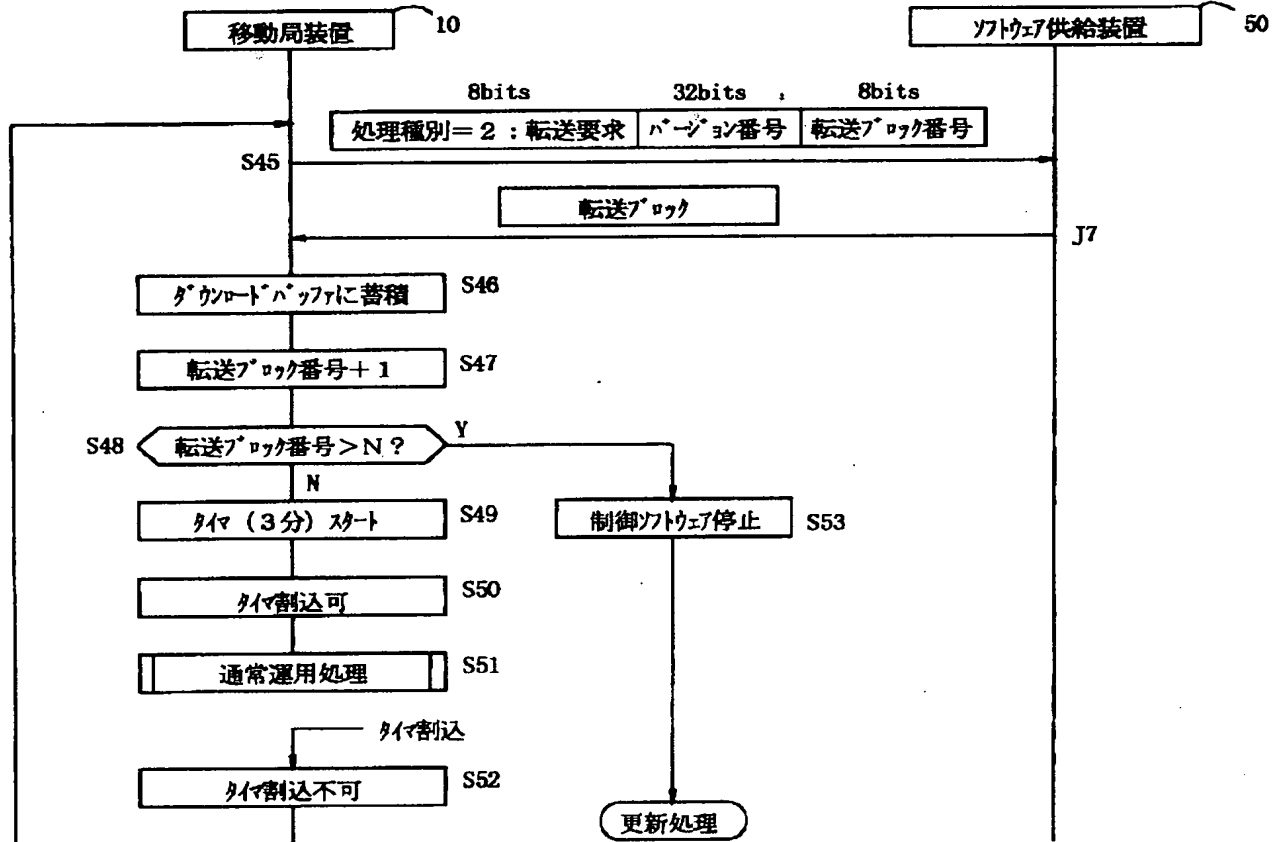 移動局装置 10
ソフトウェア供給装置 50
8bits 32bits 8bits
処理種別=2:転送要求 バージョン番号 転送ブロック番号
S45
転送ブロック
J7
ダウンロードバッファに蓄積 S46
転送ブロック番号+1 S47
S48 転送ブロック番号>N? Y
N
タイマ(3分)スタート S49
制御ソフトウェア停止 S53
タイマ割込可 S50
通常運用処理 S51
タイマ割込
タイマ割込不可 S52
更新処理